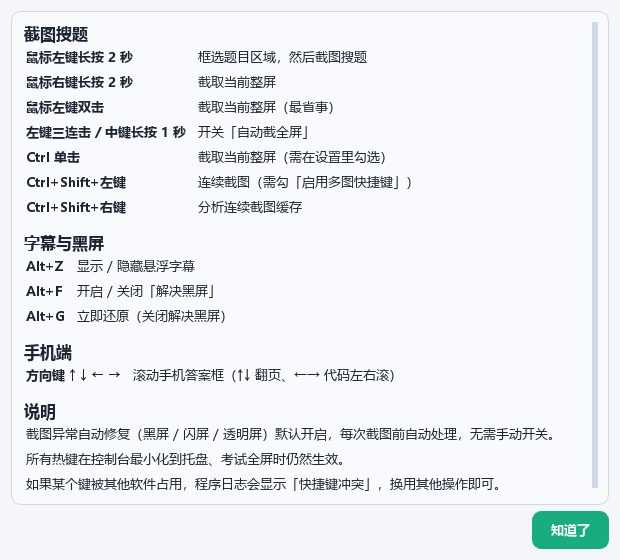 截图搜题
鼠标左键长按 2 秒 框选题目区域，然后截图搜题
鼠标右键长按 2 秒 截取当前整屏
鼠标左键双击 截取当前整屏（最省事）
左键三连击 / 中键长按 1 秒 开关「自动截全屏」
Ctrl 单击 截取当前整屏（需在设置里勾选）
Ctrl+Shift+左键 连续截图（需勾「启用多图快捷键」）
Ctrl+Shift+右键 分析连续截图缓存
字幕与黑屏
Alt+Z 显示 / 隐藏悬浮字幕
Alt+F 开启 / 关闭「解决黑屏」
Alt+G 立即还原（关闭解决黑屏）
手机端
方向键 ↑↓ ← → 滚动手机答案框（↑↓ 翻页、←→ 代码左右滚）
说明
截图异常自动修复（黑屏 / 闪屏 / 透明屏）默认开启，每次截图前自动处理，无需手动开关。
所有热键在控制台最小化到托盘、考试全屏时仍然生效。
如果某个键被其他软件占用，程序日志会显示「快捷键冲突」，换用其他操作即可。
知道了